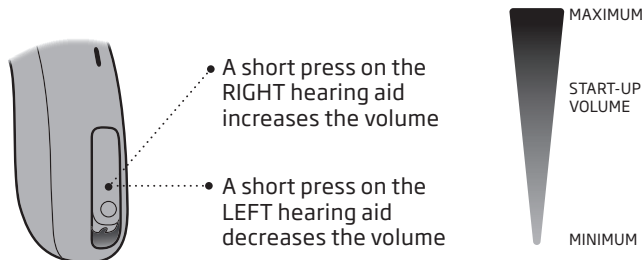 A short press on the
RIGHT hearing aid
increases the volume
A short press on the
LEFT hearing aid
decreases the volume
MAXIMUM
START-UP
VOLUME
MINIMUM